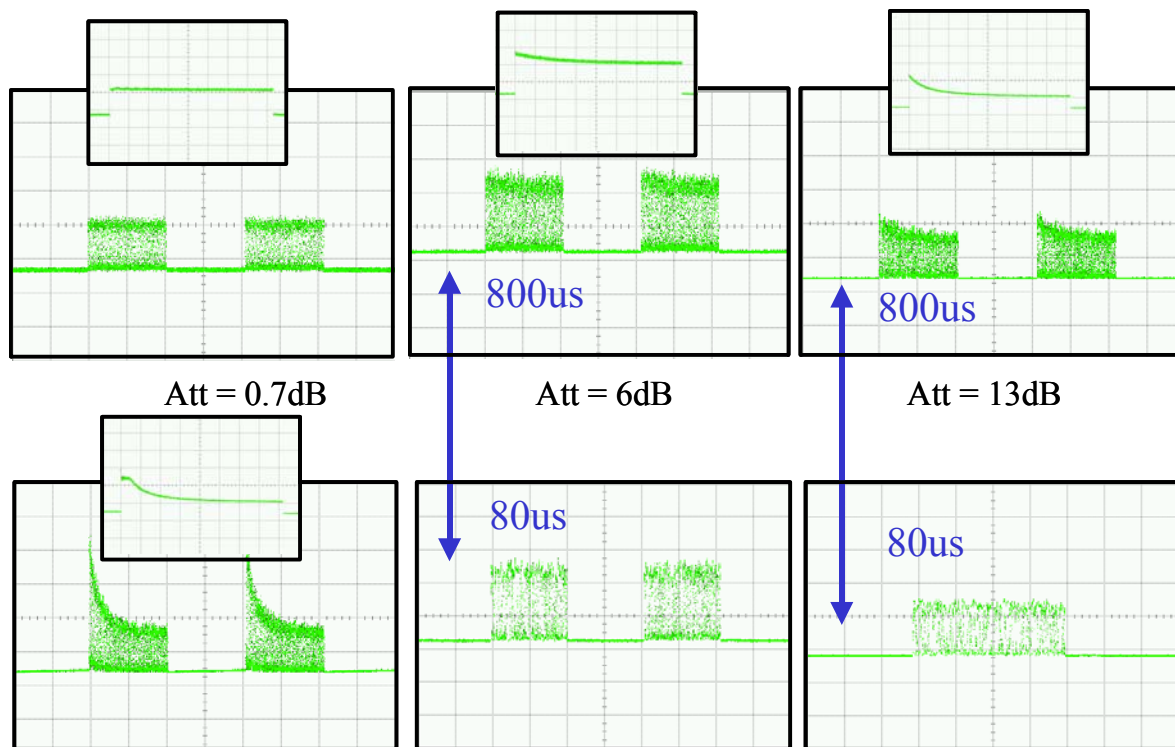 800us
800us
Att = 0.7dB
Att = 6dB
Att = 13dB
80us
80us